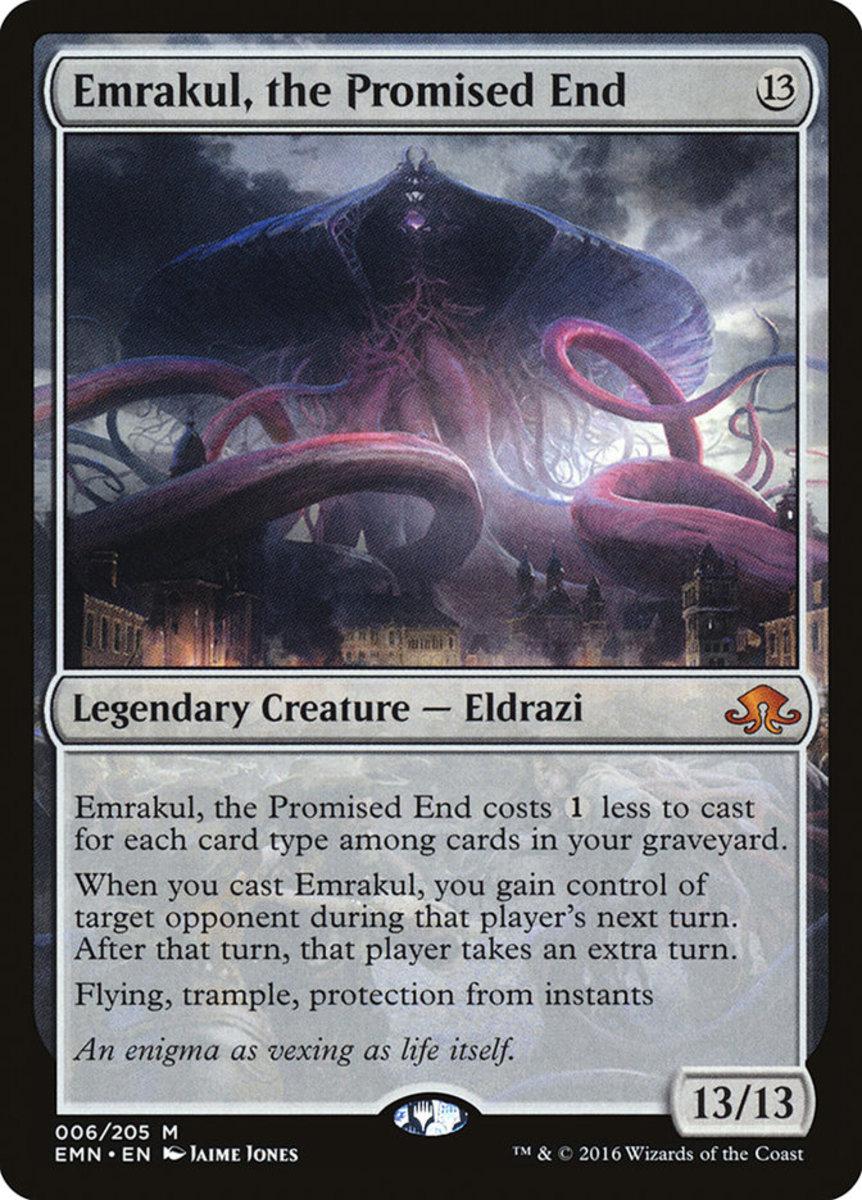 Emrakul, the Promised End 13
Legendary Creature — Eldrazi
Emrakul, the Promised End costs 1 less to cast
for each card type among cards in your graveyard.
When you cast Emrakul, you gain control of
target opponent during that player's next turn.
After that turn, that player takes an extra turn.
Flying, trample, protection from instants
An enigma as vexing as life itself.
13/13
006/205 M
EMN • EN JAIME JONES
™ & © 2016 Wizards of the Coast